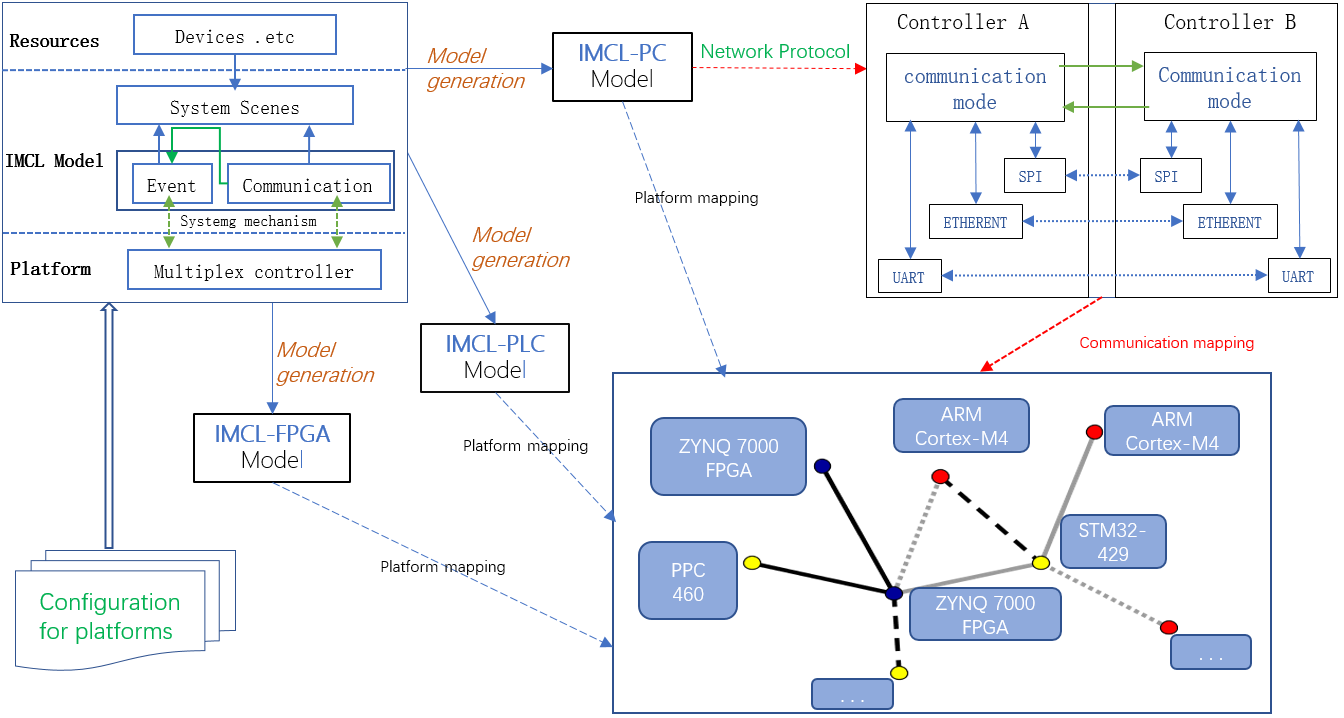 Resources
Devices .etc
System Scenes
IMCL Model
Event
Communication
Systemg mechanism
Platform
Multiplex controller
Model
generation
IMCL-PC
Model
Network Protocol
Controller A
Controller B
communication
mode
Communication
mode
SPI
SPI
ETHERENT
ETHERENT
UART
UART
Platform mapping
Model
generation
IMCL-PLC
Model
Model
generation
IMCL-FPGA
Model
Communication mapping
Platform mapping
Platform mapping
Configuration
for platforms
ZYNQ 7000
FPGA
ARM
Cortex-M4
ARM
Cortex-M4
STM32-
429
PPC
460
ZYNQ 7000
FPGA
...
...